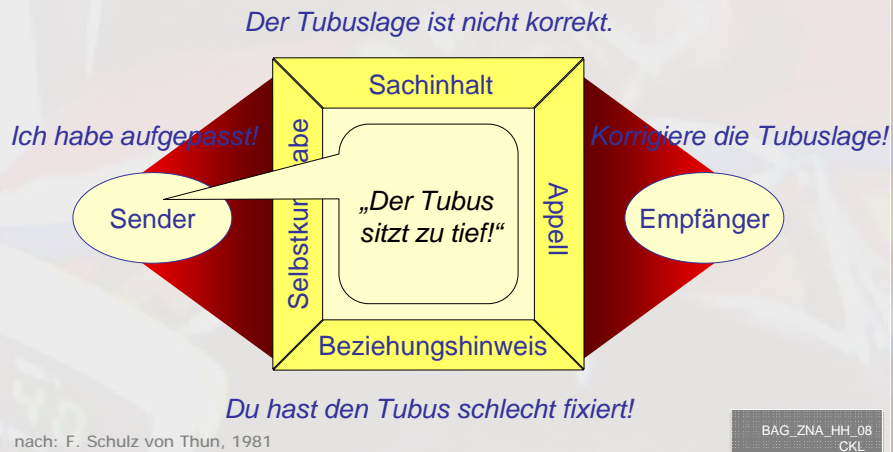 Der Tubuslage ist nicht korrekt.
Sachinhalt
Ich habe aufgepasst!
Korrigiere die Tubuslage!
Sender
„Der Tubus
sitzt zu tief!“
Appell
Empfänger
Beziehungshinweis
Du hast den Tubus schlecht fixiert!
nach: F. Schulz von Thun, 1981
BAG_ZNA_HH_08
CKL